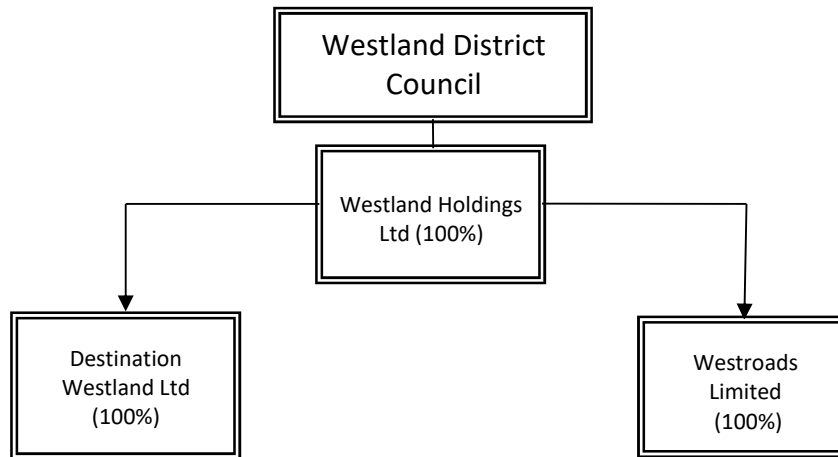 Westland District
Council
Westland Holdings
Ltd (100%)
Destination
Westland Ltd
(100%)
Westroads
Limited
(100%)